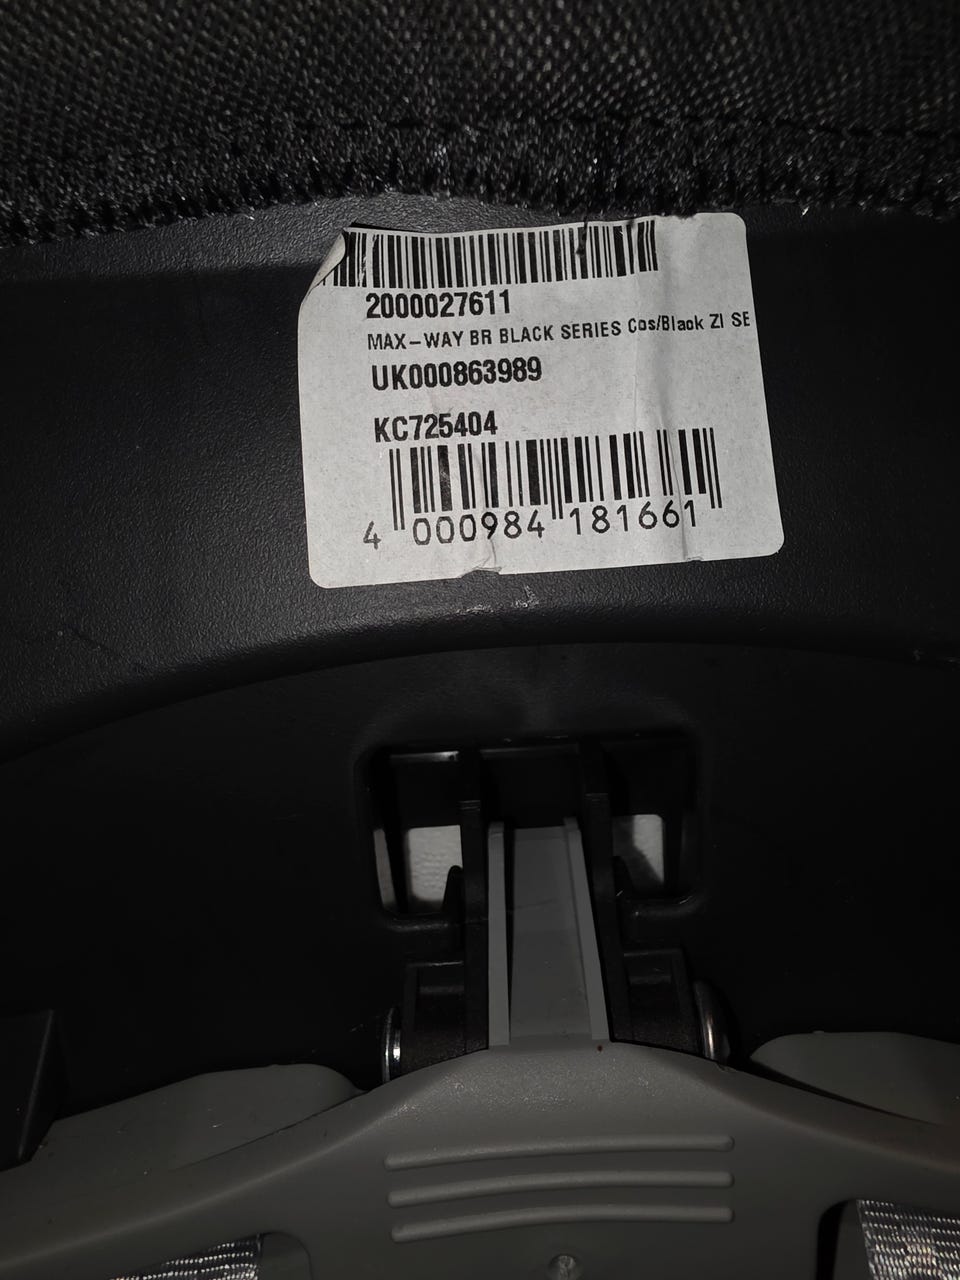 2000027611
MAX-WAY BR BLACK SERIES Cos/Black ZI SE
UK000863989
KC725404
4 000984 181661